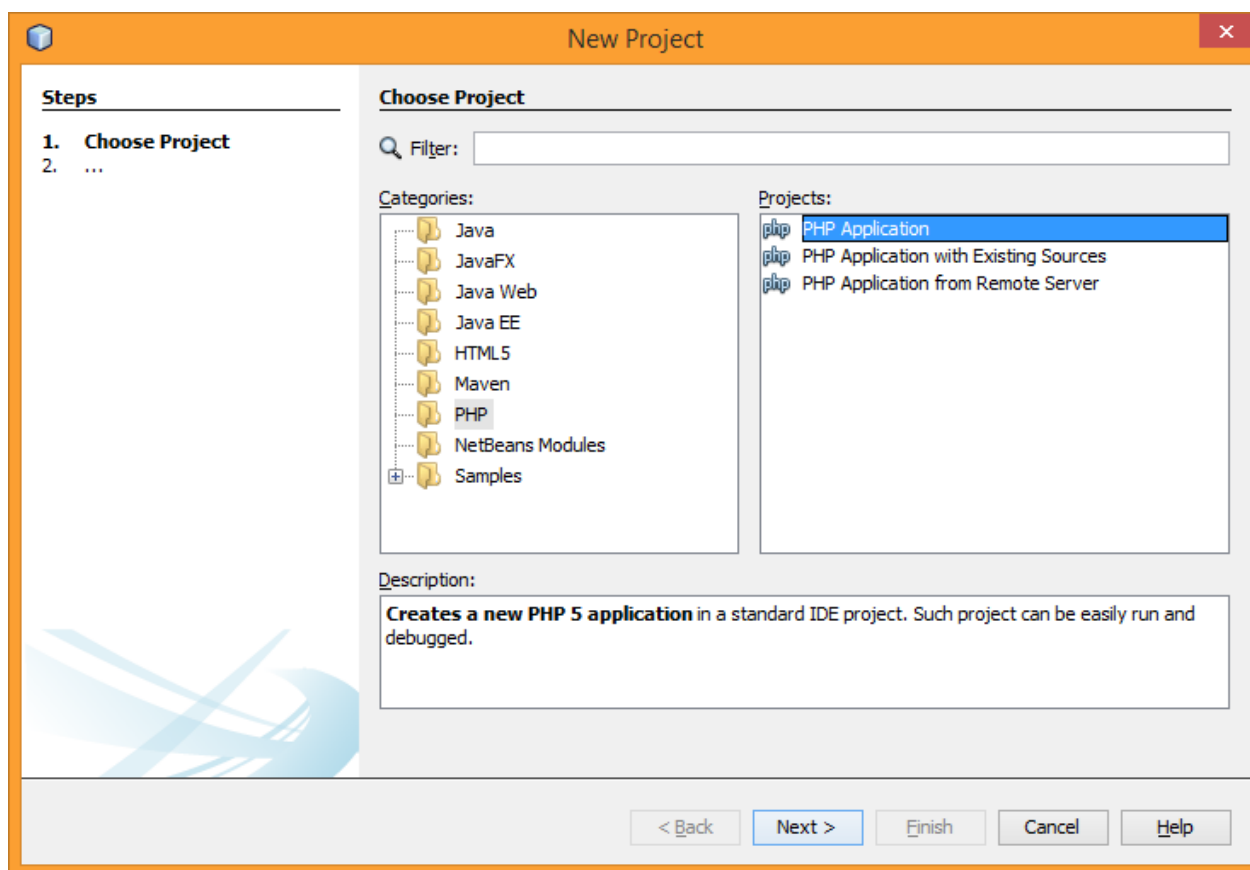 New Project
Steps
1. Choose Project
2. ...
Choose Project
Filter:
Categories:
Java
JavaFX
Java Web
Java EE
HTML5
Maven
PHP
NetBeans Modules
Samples
Projects:
php PHP Application
php PHP Application with Existing Sources
php PHP Application from Remote Server
Description:
Creates a new PHP 5 application in a standard IDE project. Such project can be easily run and
debugged.
< Back Next > Finish Cancel Help